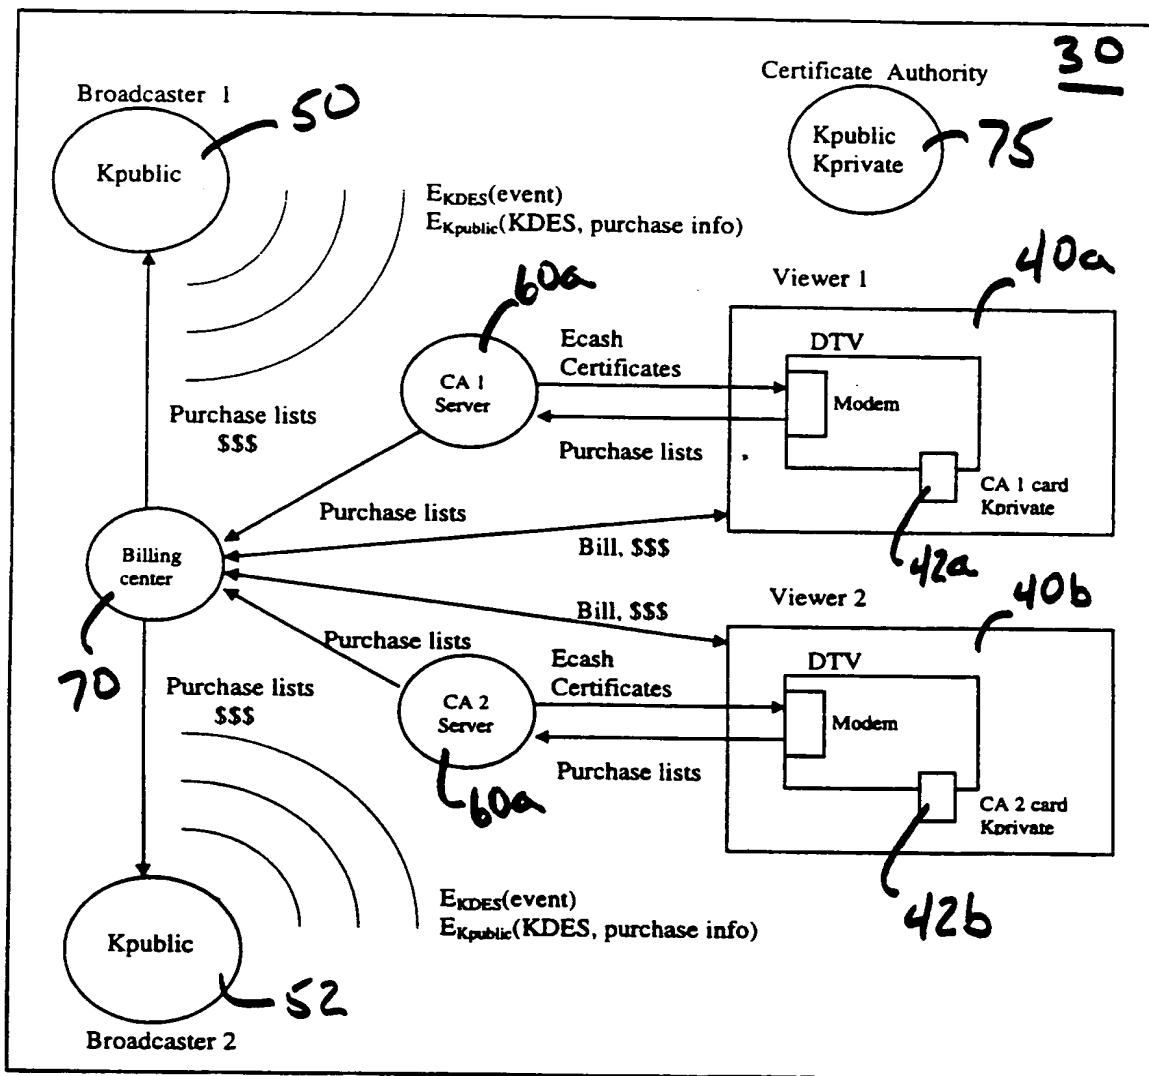 30
Certificate Authority
Kpublic
Kprivate
75
Broadcaster 1
50
Kpublic
EKDES(event)
EKpublic(KDES, purchase info)
60a
Viewer 1
40a
DTV
Ecash
Certificates
CA 1
Server
Modem
Purchase lists
$$$
Purchase lists
CA 1 card
Kprivate
Purchase lists
Bill, $$$
42a
Billing
center
70
Viewer 2
40b
Bill, $$$
Purchase lists
DTV
Ecash
Certificates
Purchase lists
$$$
CA 2
Server
Modem
Purchase lists
60a
CA 2 card
Kprivate
42b
EKDES(event)
EKpublic(KDES, purchase info)
Kpublic
52
Broadcaster 2